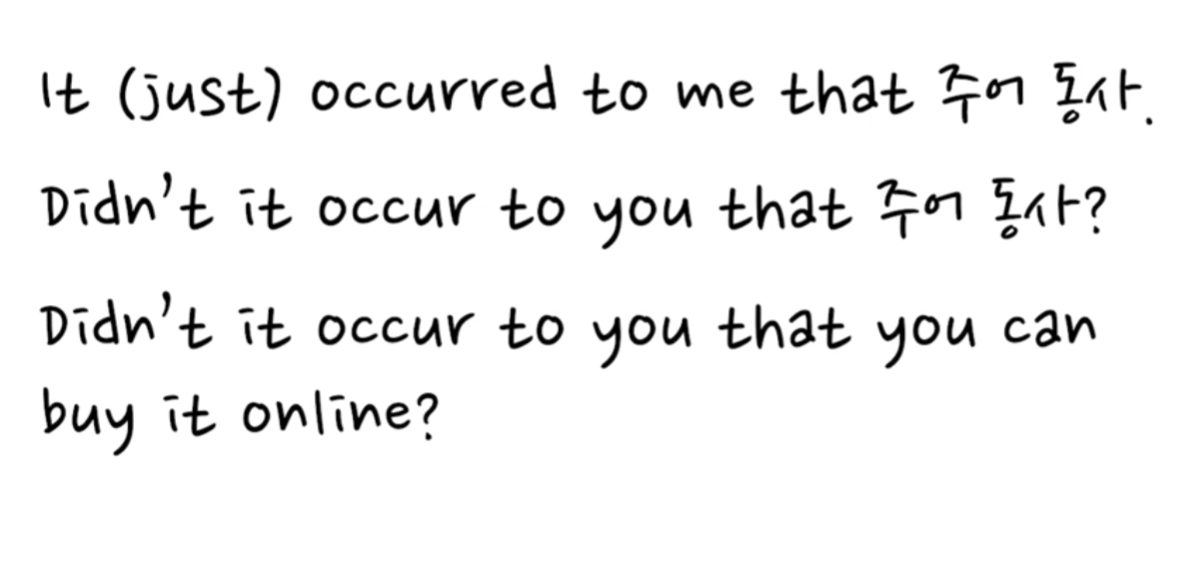 It (just) occurred to me that 주어 동사.
Didn't it occur to you that 주어 동사?
Didn't it occur to you that you can
buy it online?